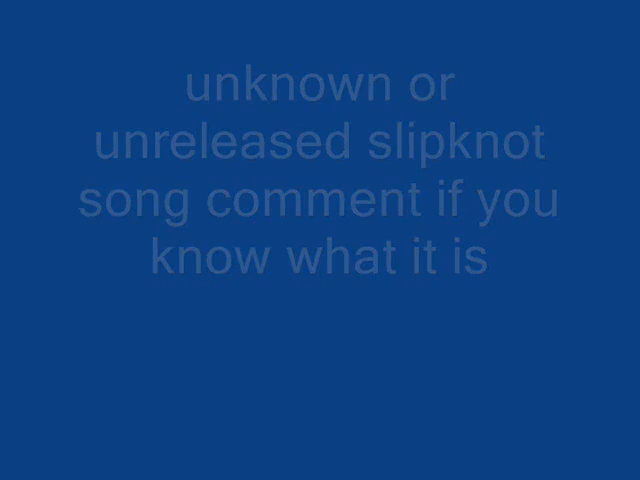 unknown or
unreleased slipknot
song comment if you
know what it is